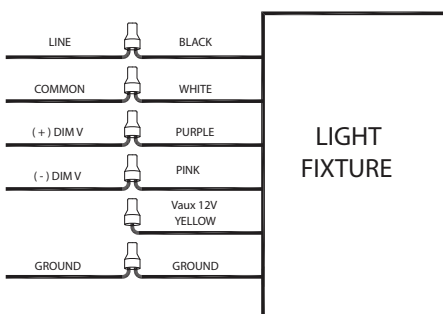 LINE BLACK
COMMON WHITE
( + ) DIM V PURPLE
( - ) DIM V PINK
Vaux 12V
YELLOW
GROUND GROUND
LIGHT
FIXTURE